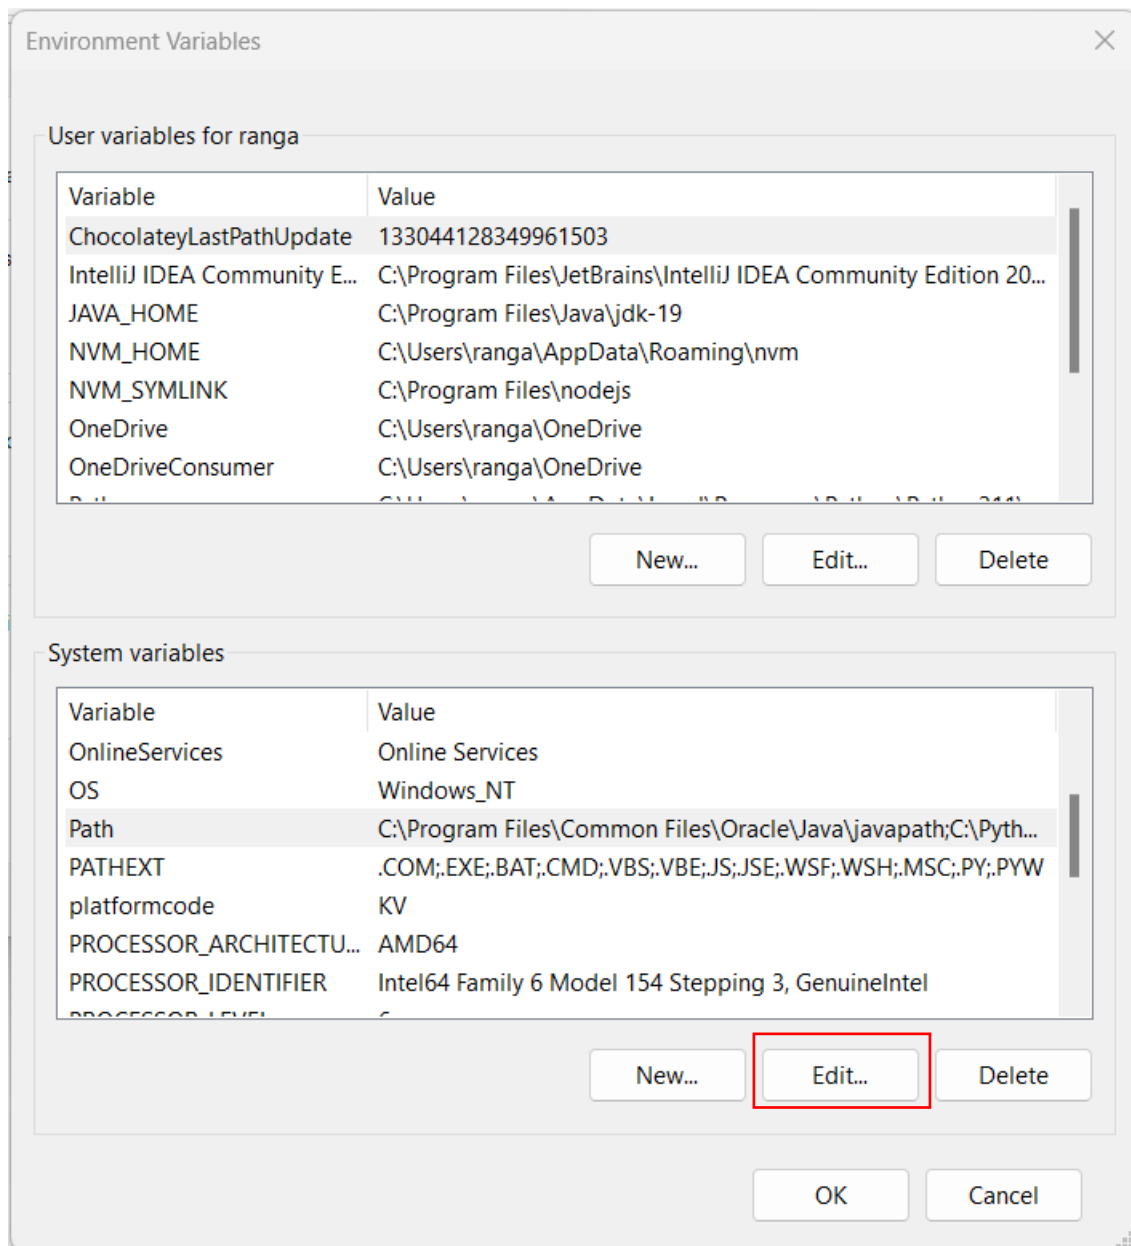 Environment Variables
User variables for ranga
Variable Value
ChocolateyLastPathUpdate 133044128349961503
IntelliJ IDEA Community E... C:\Program Files\JetBrains\IntelliJ IDEA Community Edition 20...
JAVA_HOME C:\Program Files\Java\jdk-19
NVM_HOME C:\Users\ranga\AppData\Roaming\nvm
NVM_SYMLINK C:\Program Files\nodejs
OneDrive C:\Users\ranga\OneDrive
OneDriveConsumer C:\Users\ranga\OneDrive
New... Edit... Delete
System variables
Variable Value
OnlineServices Online Services
OS Windows_NT
Path C:\Program Files\Common Files\Oracle\Java\javapath;C:\Pyth...
PATHEXT .COM;.EXE;.BAT;.CMD;.VBS;.VBE;.JS;.JSE;.WSF;.WSH;.MSC;.PY;.PYW
platformcode KV
PROCESSOR_ARCHITECTU... AMD64
PROCESSOR_IDENTIFIER Intel64 Family 6 Model 154 Stepping 3, GenuineIntel
New... Edit... Delete
OK Cancel